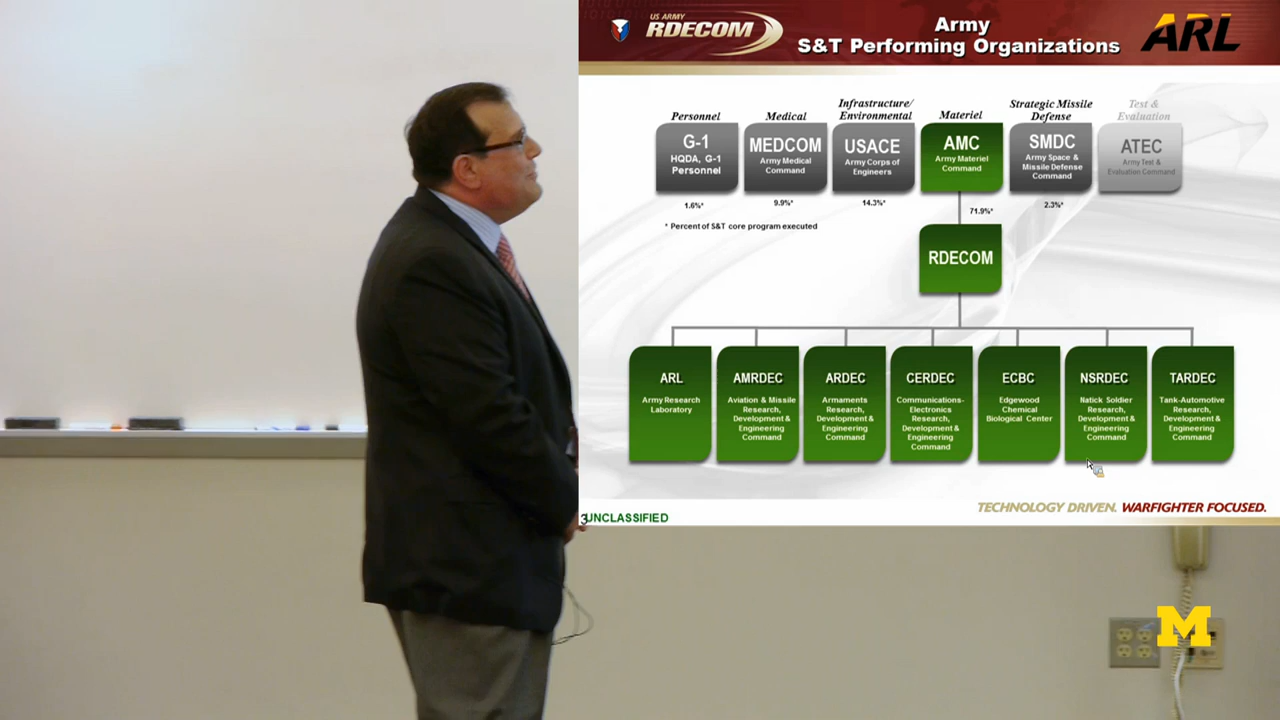 US ARMY
RDECOM
Army
S&T Performing Organizations
ARL
Personnel
Medical
Infrastructure/
Environmental
Materiel
Strategic Missile
Defense
Test &
Evaluation
G-1
HQDA, G-1
Personnel
MEDCOM
Army Medical
Command
USACE
Army Corps of
Engineers
AMC
Army Materiel
Command
SMDC
Army Space &
Missile Defense
Command
ATEC
Army Test &
Evaluation Command
1.6%*
9.9%*
14.3%*
71.9%*
2.3%*
* Percent of S&T core program executed
RDECOM
ARL
Army Research
Laboratory
AMRDEC
Aviation & Missile
Research,
Development &
Engineering
Command
ARDEC
Armaments
Research,
Development &
Engineering
Command
CERDEC
Communications-
Electronics
Research,
Development &
Engineering
Command
ECBC
Edgewood
Chemical
Biological Center
NSRDEC
Natick Soldier
Research,
Development &
Engineering
Command
TARDEC
Tank-Automotive
Research,
Development &
Engineering
Command
TECHNOLOGY DRIVEN. WARFIGHTER FOCUSED.
3
UNCLASSIFIED
M